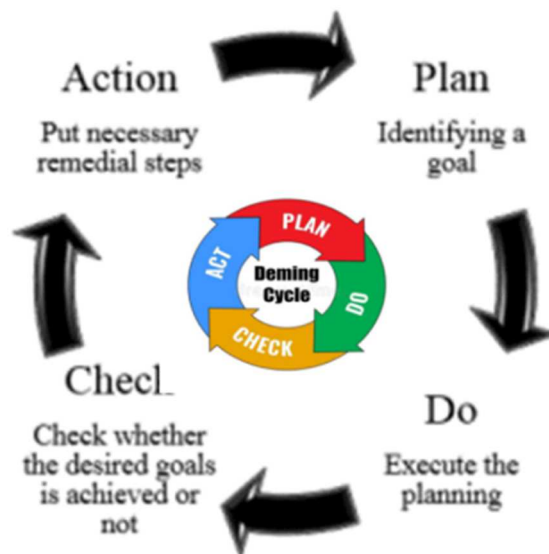 Action
Put necessary
remedial steps
Plan
Identifying a
goal
PLAN
DO
CHECK
ACT
Deming
Cycle
Do
Execute the
planning
Checl
Check whether
the desired goals
is achieved or
not